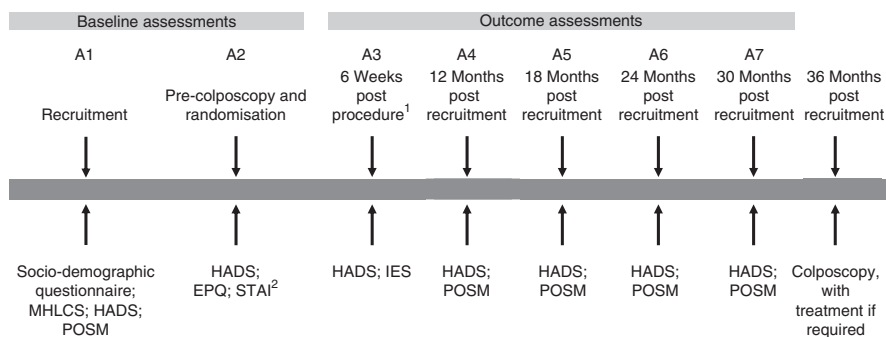 Baseline assessments
Outcome assessments
A1
Recruitment
A2
Pre-colposcopy and
randomisation
A3
6 Weeks
post
procedure1
A4
12 Months
post
recruitment
A5
18 Months
post
recruitment
A6
24 Months
post
recruitment
A7
30 Months
post
recruitment
36 Months
post
recruitment
Socio-demographic
questionnaire;
MHLCS; HADS;
POSM
HADS;
EPQ; STAI2
HADS; IES
HADS;
POSM
HADS;
POSM
HADS;
POSM
HADS;
POSM
Colposcopy,
with
treatment if
required